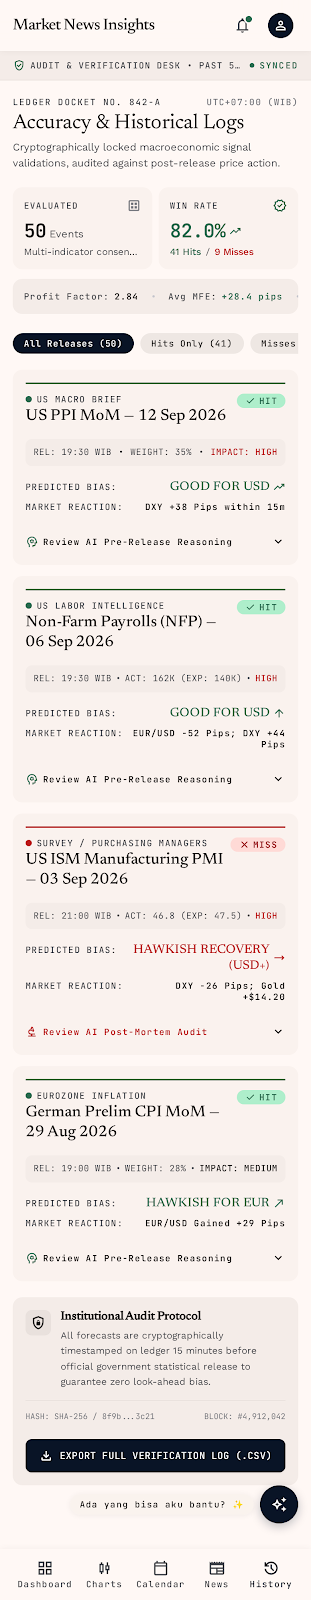 Market News Insights
AUDIT & VERIFICATION DESK • PAST 5… SYNCED
LEDGER DOCKET NO. 842-A UTC+07:00 (WIB)
Accuracy & Historical Logs
Cryptographically locked macroeconomic signal
validations, audited against post-release price action.
EVALUATED
50 Events
Multi-indicator consen…
WIN RATE
82.0%
41 Hits / 9 Misses
Profit Factor: 2.84 • Avg MFE: +28.4 pips
All Releases (50) Hits Only (41) Misses
US MACRO BRIEF
HIT
US PPI MoM — 12 Sep 2026
REL: 19:30 WIB • WEIGHT: 35% • IMPACT: HIGH
PREDICTED BIAS: GOOD FOR USD
MARKET REACTION: DXY +38 Pips within 15m
Review AI Pre-Release Reasoning
US LABOR INTELLIGENCE
HIT
Non-Farm Payrolls (NFP) —
06 Sep 2026
REL: 19:30 WIB • ACT: 162K (EXP: 140K) • HIGH
PREDICTED BIAS: GOOD FOR USD ↑
MARKET REACTION: EUR/USD -52 Pips; DXY +44
Pips
Review AI Pre-Release Reasoning
SURVEY / PURCHASING MANAGERS
MISS
US ISM Manufacturing PMI
— 03 Sep 2026
REL: 21:00 WIB • ACT: 46.8 (EXP: 47.5) • HIGH
PREDICTED BIAS: HAWKISH RECOVERY →
(USD+)
MARKET REACTION: DXY -26 Pips; Gold
+$14.20
Review AI Post-Mortem Audit
EUROZONE INFLATION
HIT
German Prelim CPI MoM —
29 Aug 2026
REL: 19:00 WIB • WEIGHT: 28% • IMPACT: MEDIUM
PREDICTED BIAS: HAWKISH FOR EUR ↗
MARKET REACTION: EUR/USD Gained +29 Pips
Review AI Pre-Release Reasoning
Institutional Audit Protocol
All forecasts are cryptographically
timestamped on ledger 15 minutes before
official government statistical release to
guarantee zero look-ahead bias.
HASH: SHA-256 / 8f9b...3c21 BLOCK: #4,912,042
EXPORT FULL VERIFICATION LOG (.CSV)
Ada yang bisa aku bantu? ✨
Dashboard Charts Calendar News History